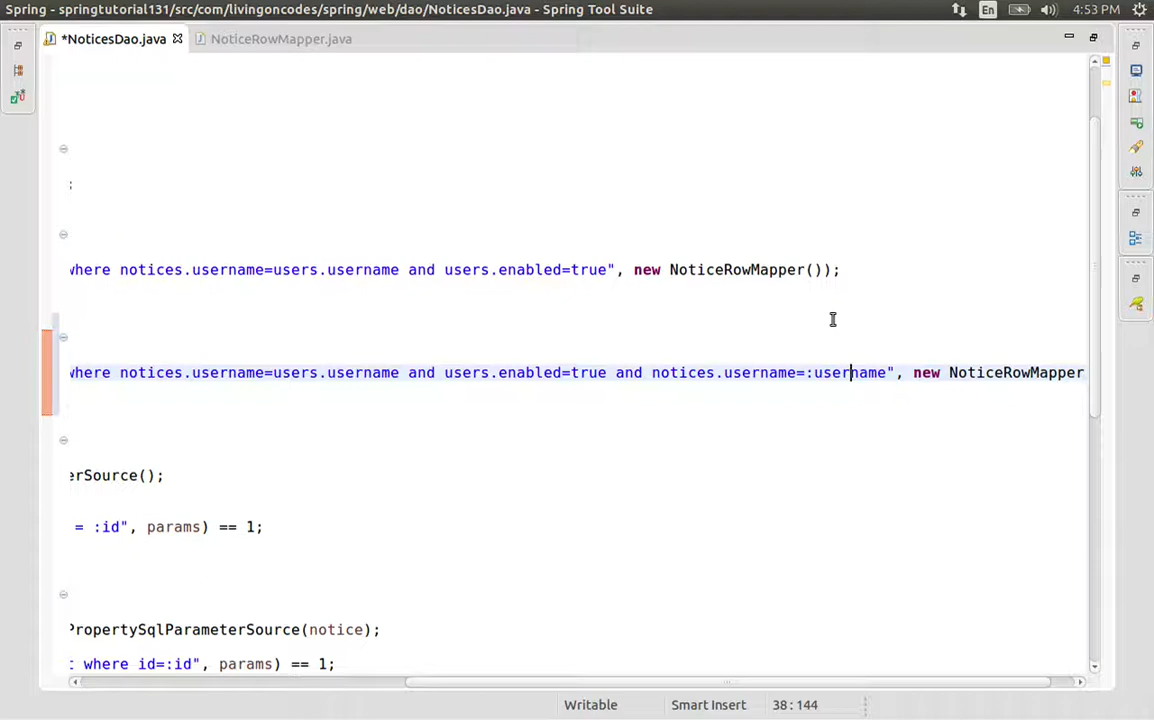 Spring - springtutorial131/src/com/livingoncodes/spring/web/dao/NoticesDao.java - Spring Tool Suite
En
4:53 PM
*NoticesDao.java
NoticeRowMapper.java
;
where notices.username=users.username and users.enabled=true", new NoticeRowMapper());
where notices.username=users.username and users.enabled=true and notices.username=:username", new NoticeRowMapper
erSource();
= :id", params) == 1;
PropertySqlParameterSource(notice);
: where id=:id", params) == 1;
Writable
Smart Insert
38 : 144